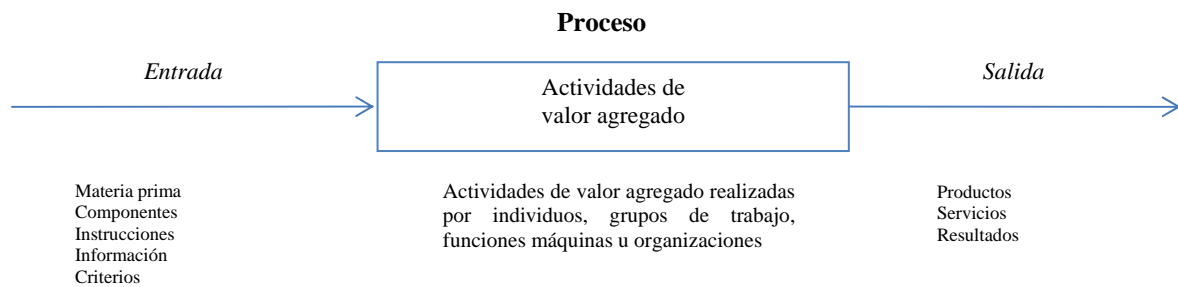 Proceso
Entrada
Actividades de
valor agregado
Salida
Materia prima
Componentes
Instrucciones
Información
Criterios
Actividades de valor agregado realizadas
por individuos, grupos de trabajo,
funciones máquinas u organizaciones
Productos
Servicios
Resultados